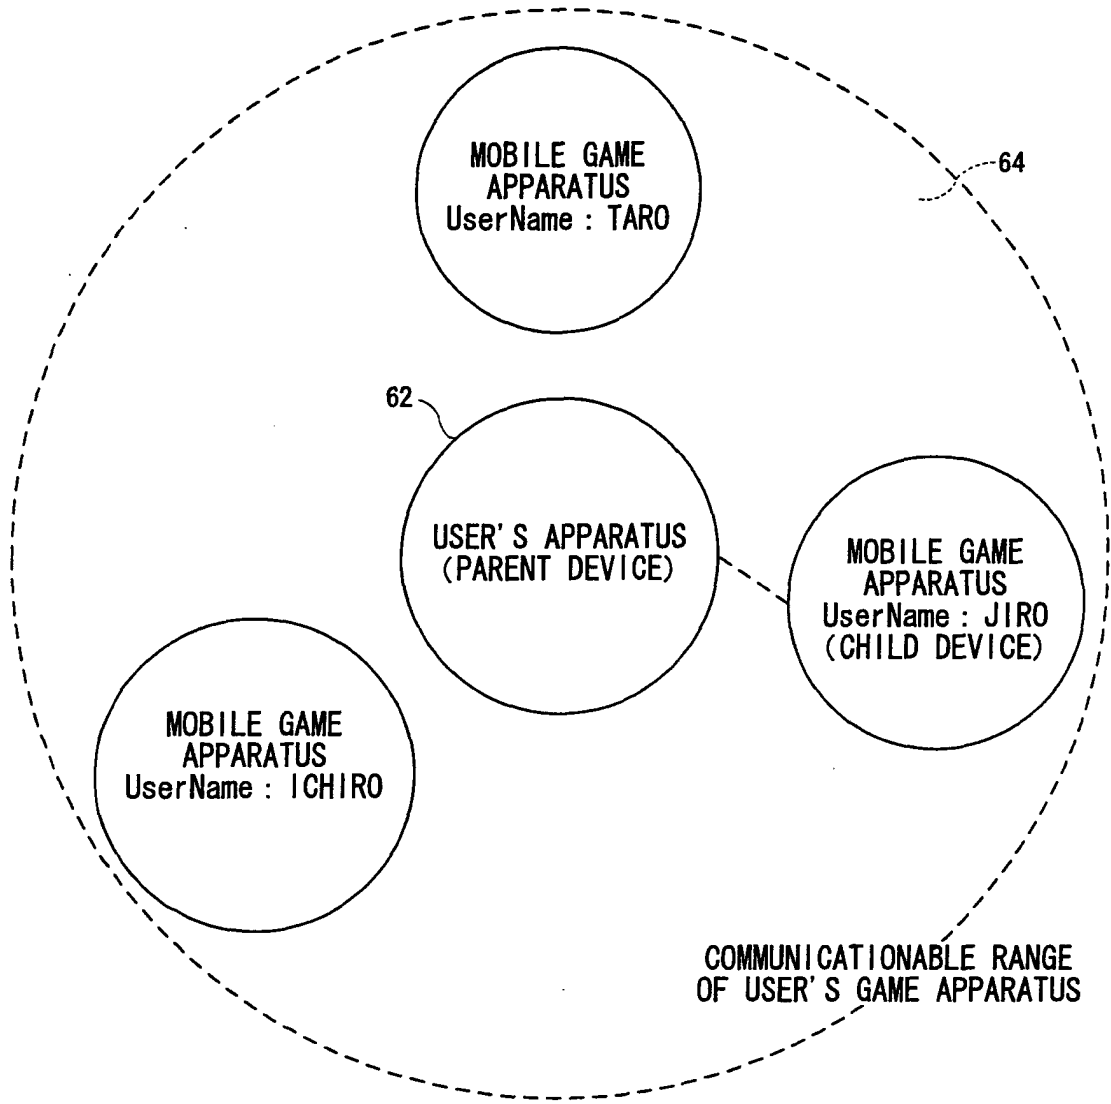 MOBILE GAME
APPARATUS
UserName : TARO
64
62
USER'S APPARATUS
(PARENT DEVICE)
MOBILE GAME
APPARATUS
UserName : JIRO
(CHILD DEVICE)
MOBILE GAME
APPARATUS
UserName : ICHIRO
COMMUNICATIONABLE RANGE
OF USER'S GAME APPARATUS